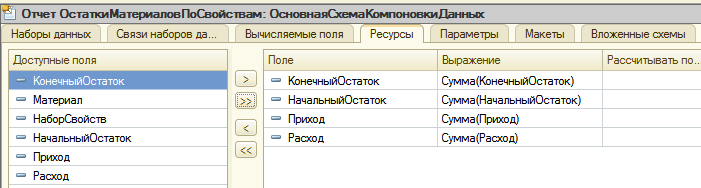 Отчет ОстаткиМатериаловПоСвойствам: ОсновнаяСхемаКомпоновкиДанных
Наборы данных Связи наборов да... Вычисляемые поля Ресурсы Параметры Макеты Вложенные схемы
Доступные поля Поле Выражение Рассчитывать по...
КонечныйОстаток > КонечныйОстаток Сумма(КонечныйОстаток)
Материал >> НачальныйОстаток Сумма(НачальныйОстаток)
НаборСвойств Приход Сумма(Приход)
НачальныйОстаток < Расход Сумма(Расход)
Приход <<
Расход